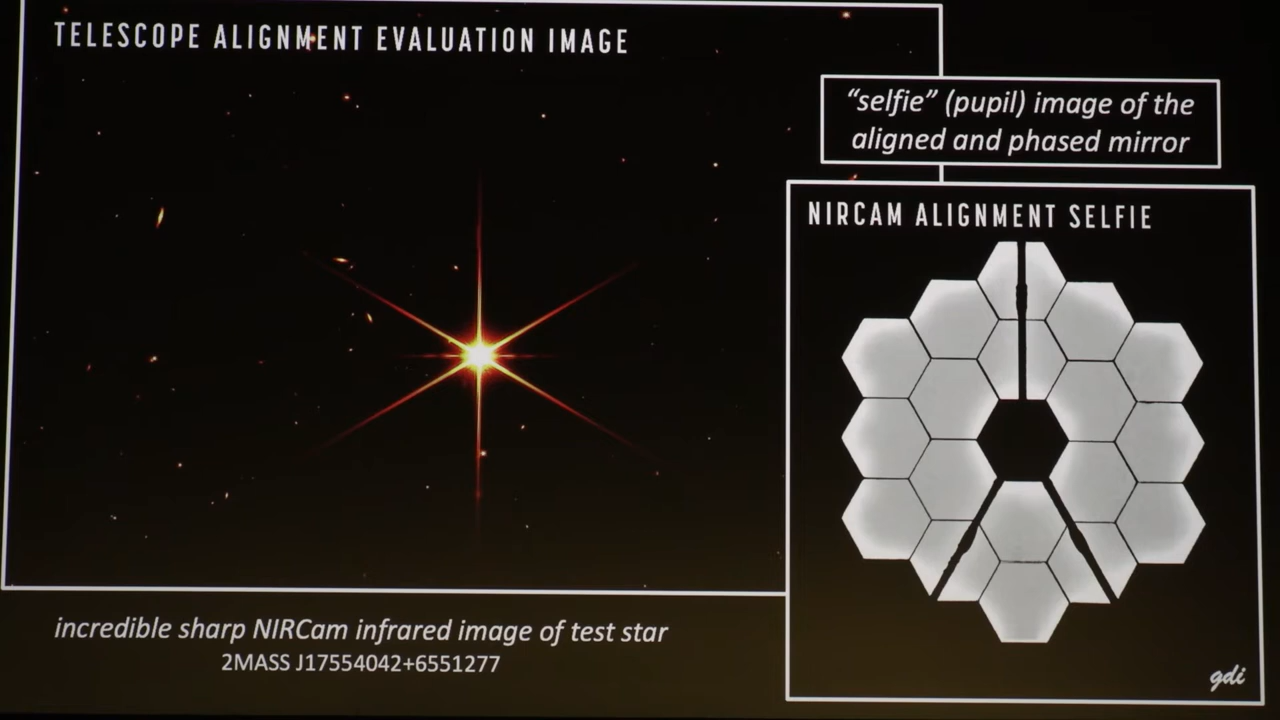 TELESCOPE ALIGNMENT EVALUATION IMAGE
“selfie” (pupil) image of the
aligned and phased mirror
NIRCAM ALIGNMENT SELFIE
incredible sharp NIRCam infrared image of test star
2MASS J17554042+6551277
gdi